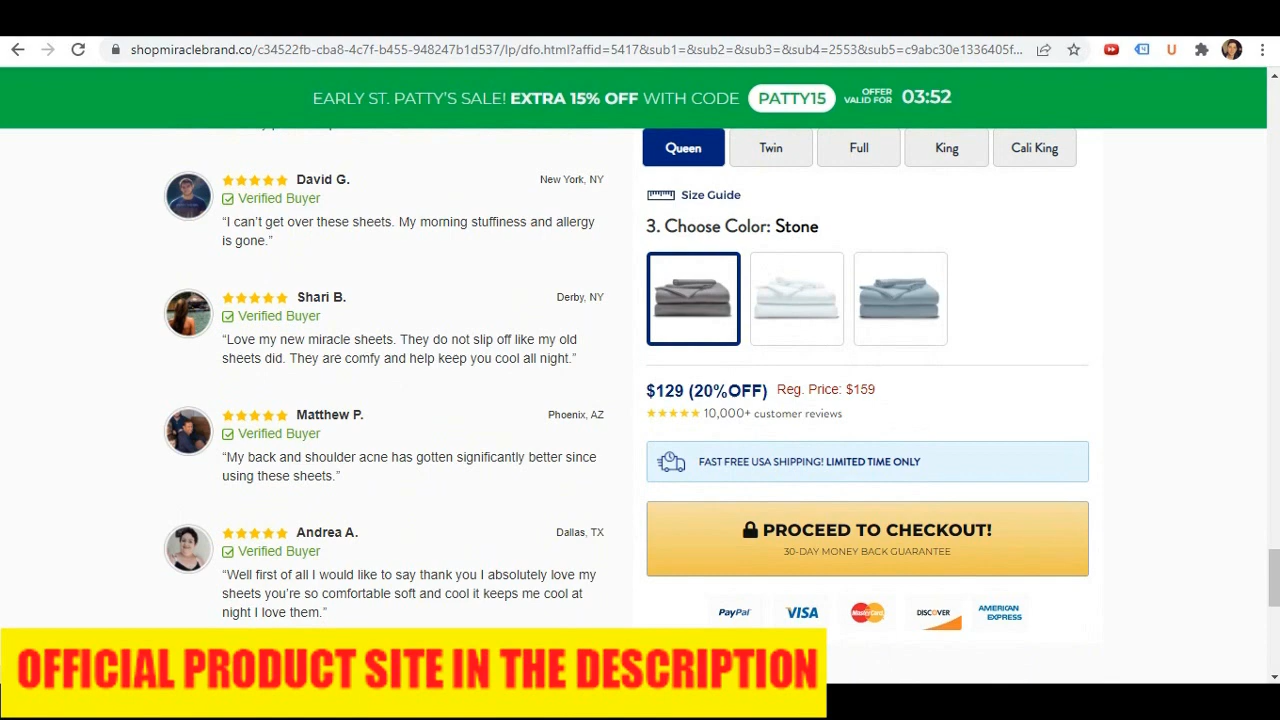 shopmiraclebrand.co/c34522fb-cba8-4c7f-b455-948247b1d537/lp/dfo.html?affid=5417&sub1=&sub2=&sub3=&sub4=2553&sub5=c9abc30e1336405f...
U
EARLY ST. PATTY'S SALE! EXTRA 15% OFF WITH CODE PATTY15 OFFER VALID FOR 03:52
David G. New York, NY
Verified Buyer
“I can’t get over these sheets. My morning stuffiness and allergy
is gone.”
Shari B. Derby, NY
Verified Buyer
“Love my new miracle sheets. They do not slip off like my old
sheets did. They are comfy and help keep you cool all night.”
Matthew P. Phoenix, AZ
Verified Buyer
“My back and shoulder acne has gotten significantly better since
using these sheets.”
Andrea A. Dallas, TX
Verified Buyer
“Well first of all I would like to say thank you I absolutely love my
sheets you’re so comfortable soft and cool it keeps me cool at
night I love them.”
Queen Twin Full King Cali King
Size Guide
3. Choose Color: Stone
$129 (20%OFF) Reg. Price: $159
10,000+ customer reviews
FAST FREE USA SHIPPING! LIMITED TIME ONLY
PROCEED TO CHECKOUT!
30-DAY MONEY BACK GUARANTEE
PayPal VISA MasterCard DISCOVER AMERICAN EXPRESS
OFFICIAL PRODUCT SITE IN THE DESCRIPTION